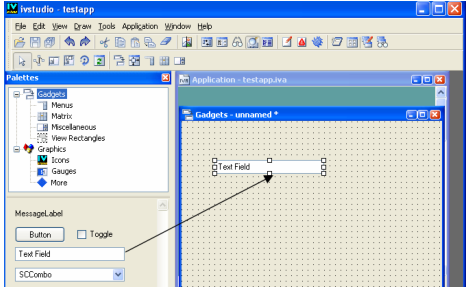 ivstudio - testapp
File Edit View Draw Tools Application Window Help
Palettes
Gadgets
Menus
Matrix
Miscellaneous
View Rectangles
Graphics
Icons
Gauges
More
MessageLabel
Button Toggle
Text Field
SCCombo
Application - testapp.iva
Gadgets - unnamed *
Text Field